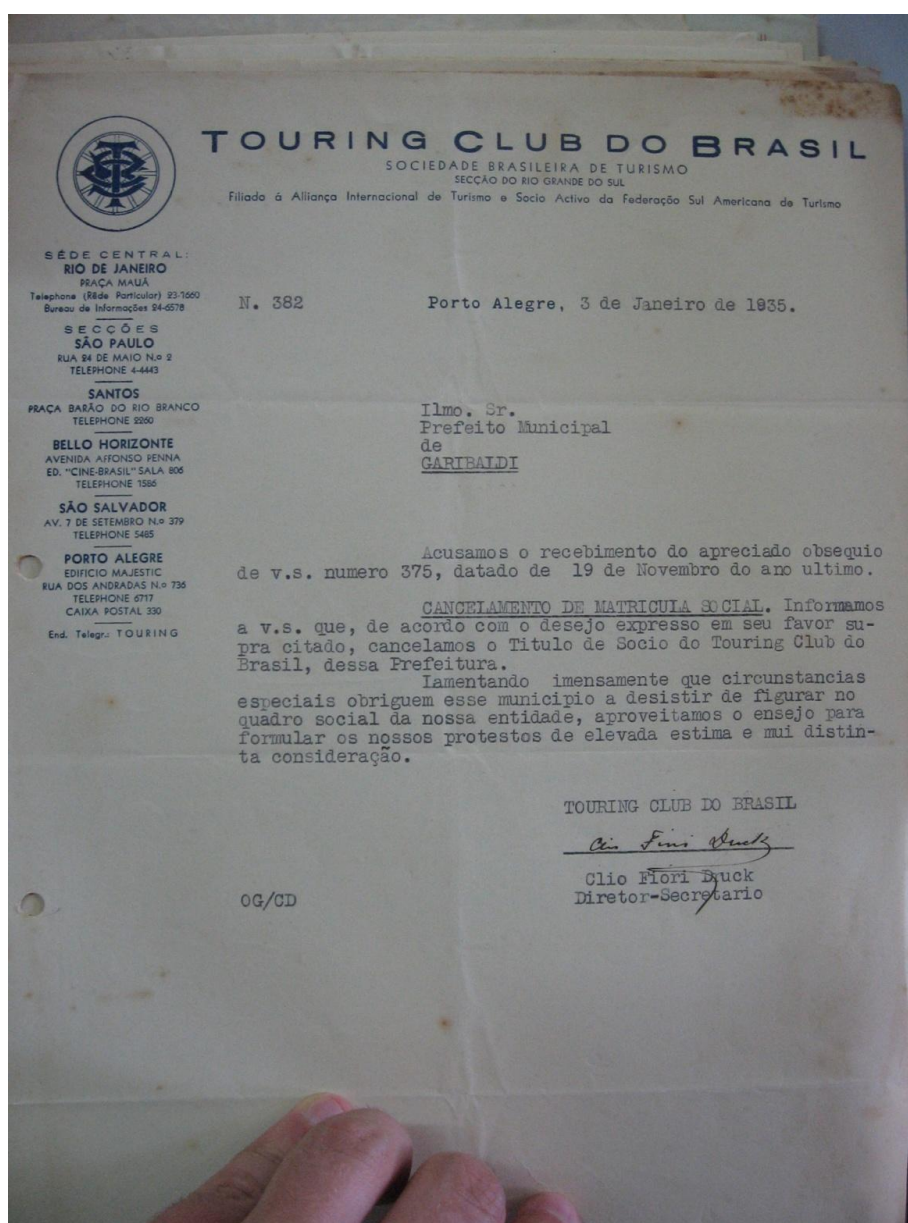 TOURING CLUB DO BRASIL
SOCIEDADE BRASILEIRA DE TURISMO
SECÇÃO DO RIO GRANDE DO SUL
Filiado á Alliança Internacional de Turismo e Socio Activo da Federação Sul Americana de Turismo
SÉDE CENTRAL:
RIO DE JANEIRO
PRAÇA MAUÁ
Telephone (Rêde Particular) 23-1660
Bureau de Informações 24-6578
SECÇÕES
SÃO PAULO
RUA 24 DE MAIO N.o 2
TELEPHONE 4-4443
SANTOS
PRAÇA BARÃO DO RIO BRANCO
TELEPHONE 2260
BELLO HORIZONTE
AVENIDA AFFONSO PENNA
ED. "CINE-BRASIL" SALA 806
TELEPHONE 1586
SÃO SALVADOR
AV. 7 DE SETEMBRO N.o 379
TELEPHONE 5485
PORTO ALEGRE
EDIFICIO MAJESTIC
RUA DOS ANDRADAS N.o 736
TELEPHONE 6717
CAIXA POSTAL 330
End. Telegr.: TOURING
N. 382
Porto Alegre, 3 de Janeiro de 1935.
Ilmo. Sr.
Prefeito Municipal
de
GARIBALDI
Acusamos o recebimento do apreciado obsequio
de v.s. numero 375, datado de 19 de Novembro do ano ultimo.
CANCELAMENTO DE MATRICULA SOCIAL. Informamos
a v.s. que, de acordo com o desejo expresso em seu favor su-
pra citado, cancelamos o Titulo de Socio do Touring Club do
Brasil, dessa Prefeitura.
Lamentando imensamente que circunstancias
especiais obriguem esse municipio a desistir de figurar no
quadro social da nossa entidade, aproveitamos o ensejo para
formular os nossos protestos de elevada estima e mui distin-
ta consideração.
TOURING CLUB DO BRASIL
Clio Fiori Druck
Diretor-Secretario
OG/CD